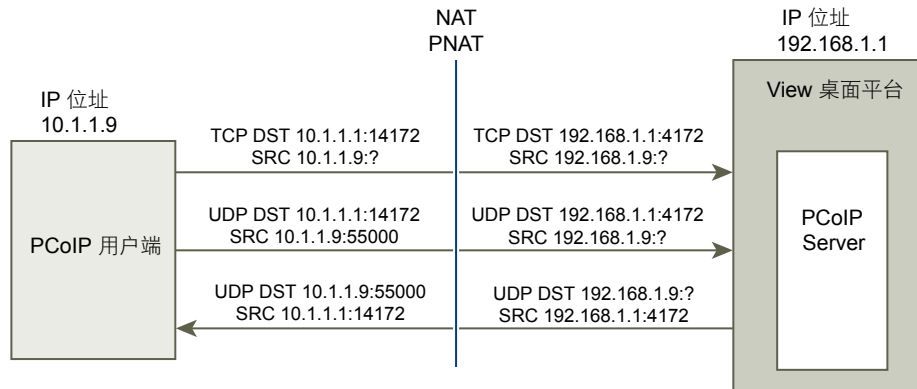 NAT
PNAT
IP 位址
192.168.1.1
View 桌面平台
IP 位址
10.1.1.9
TCP DST 10.1.1.1:14172
SRC 10.1.1.9:?
TCP DST 192.168.1.1:4172
SRC 192.168.1.9:?
PCoIP 用户端
UDP DST 10.1.1.1:14172
SRC 10.1.1.9:55000
UDP DST 192.168.1.1:4172
SRC 192.168.1.9:?
PCoIP
Server
UDP DST 10.1.1.9:55000
SRC 10.1.1.1:14172
UDP DST 192.168.1.9:?
SRC 192.168.1.1:4172